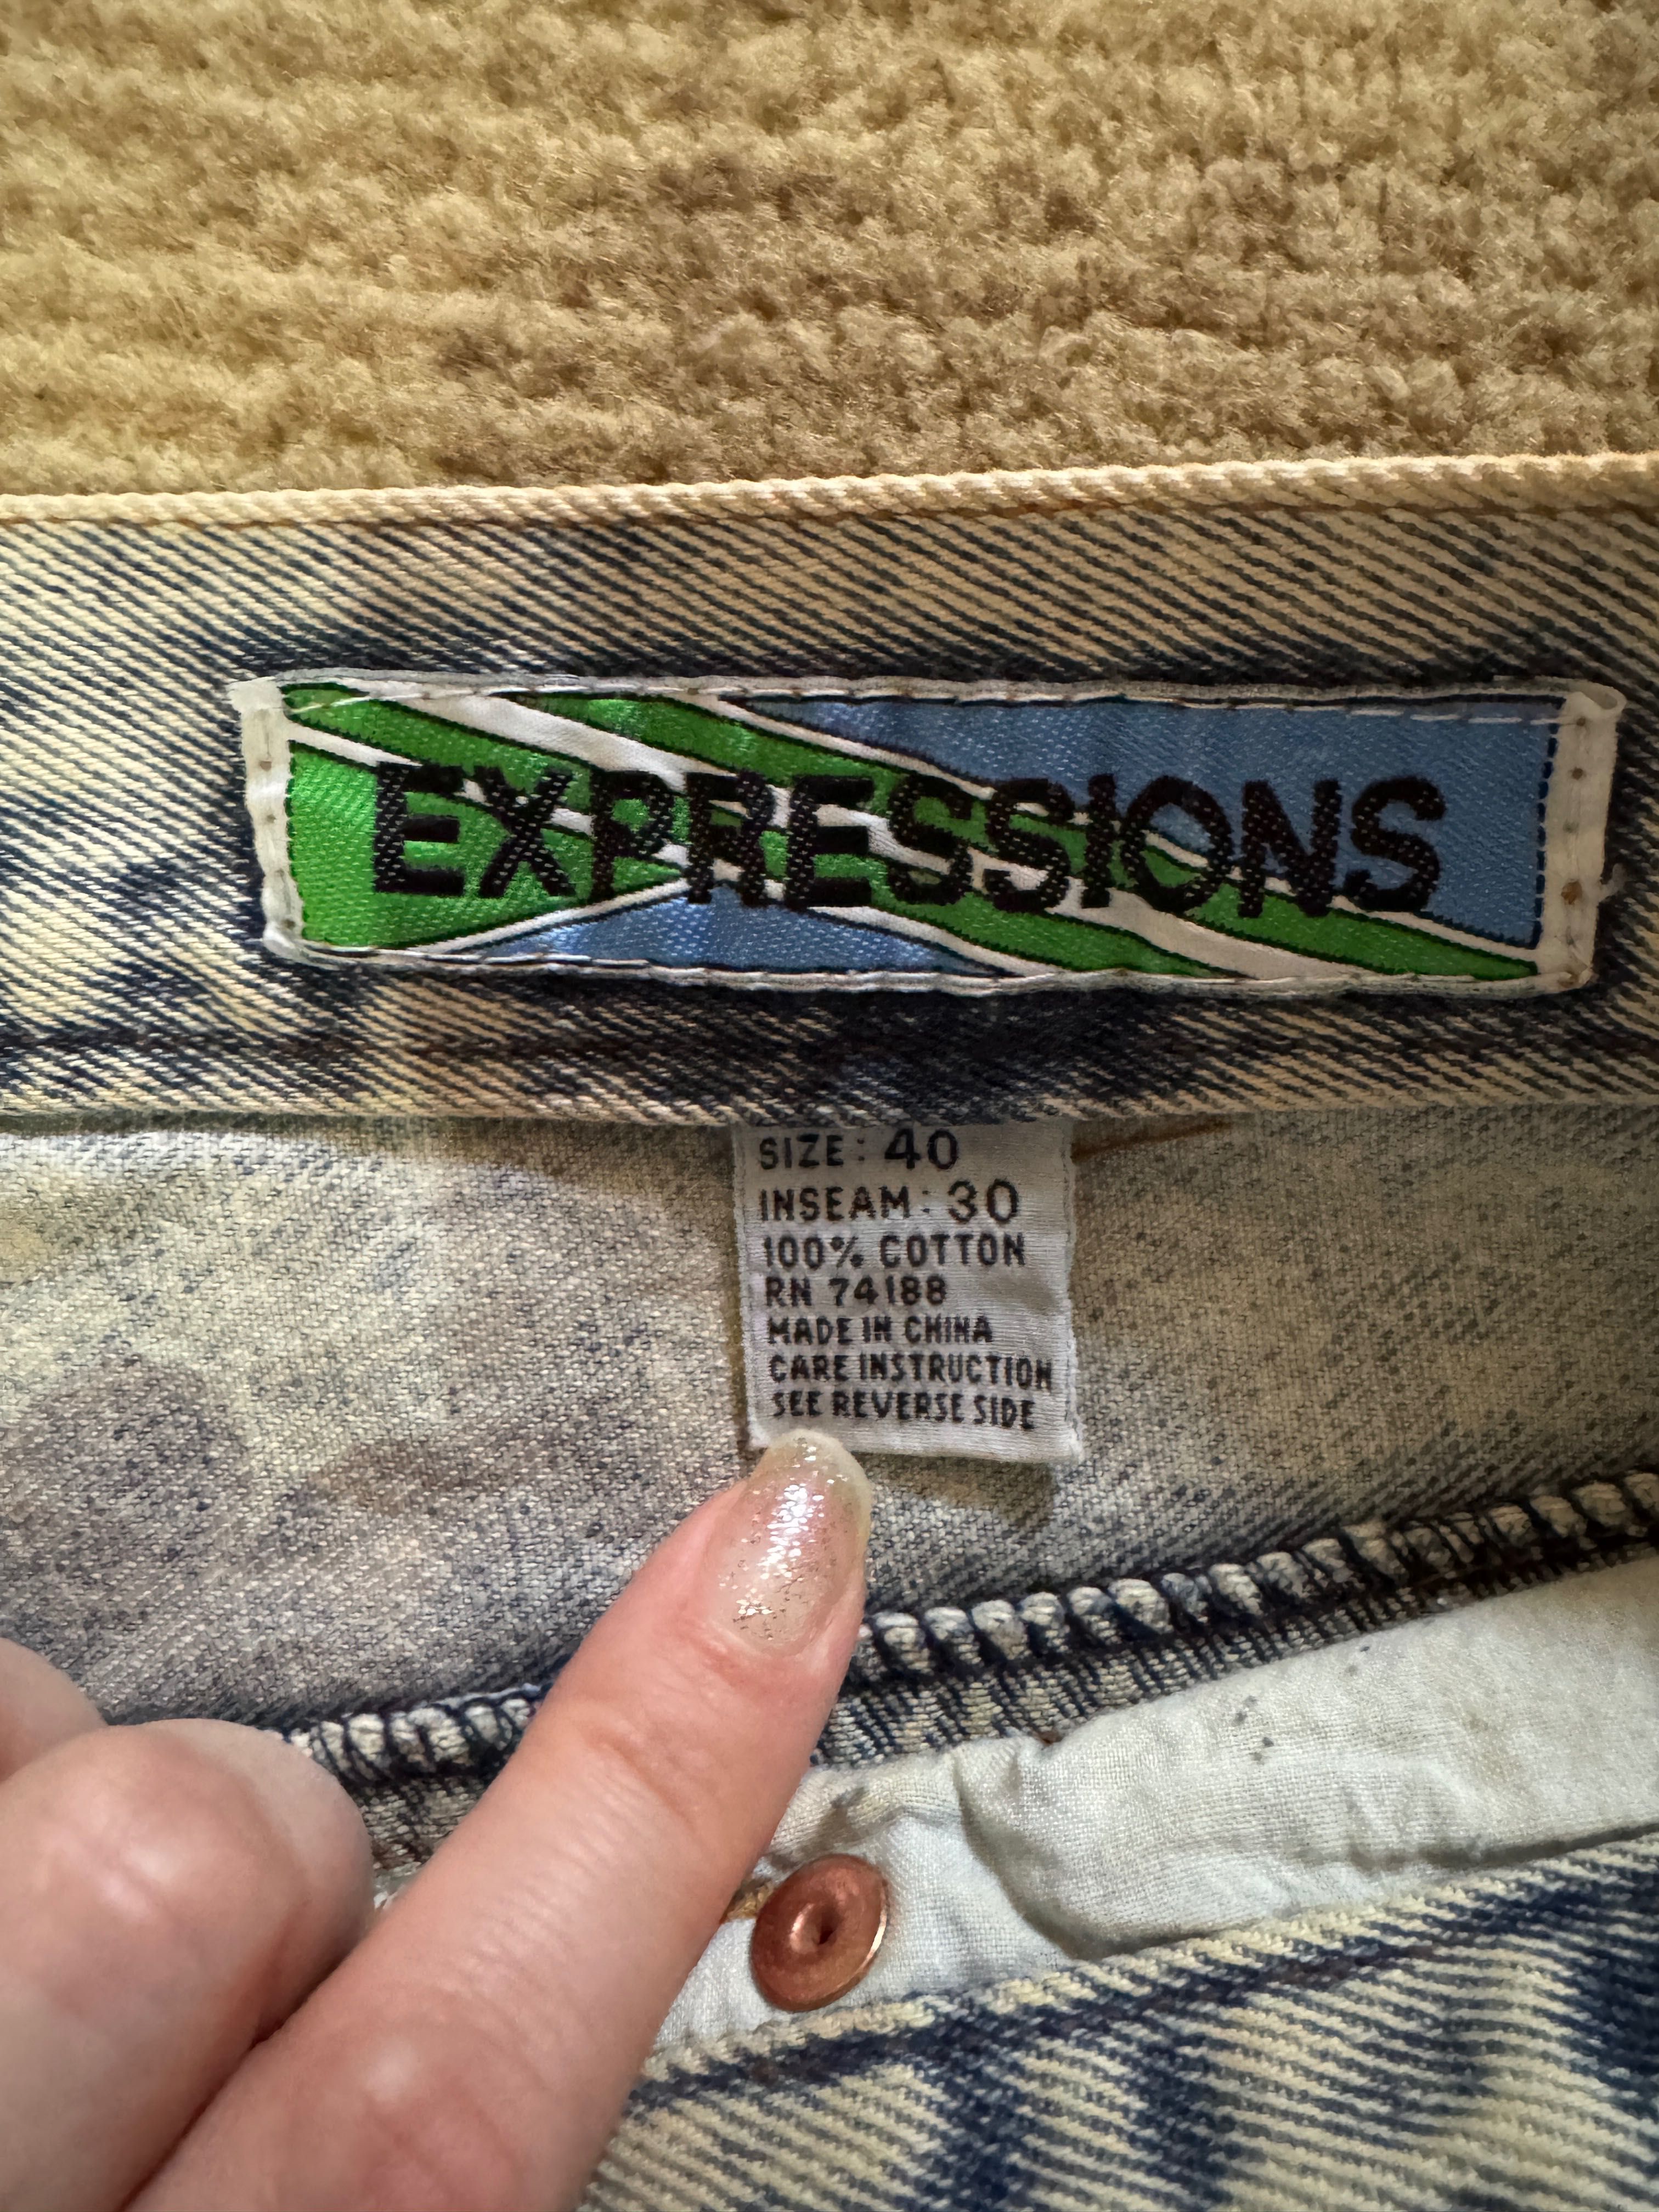 EXPRESSIONS
SIZE: 40
INSEAM: 30
100% COTTON
RN 74188
MADE IN CHINA
CARE INSTRUCTION
SEE REVERSE SIDE